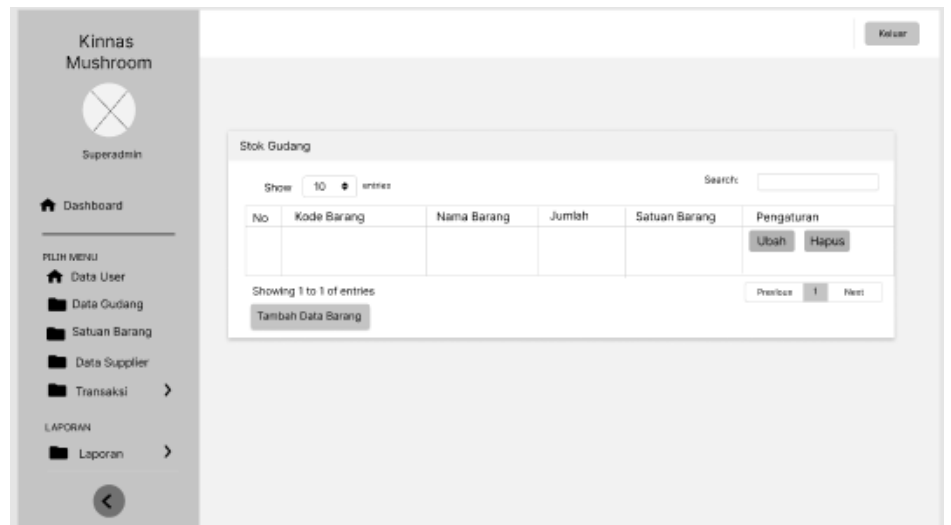 Kinnas
Mushroom
Superadmin
Dashboard
PILIH MENU
Data User
Data Gudang
Satuan Barang
Data Supplier
Transaksi
LAPORAN
Laporan
Keluar
Stok Gudang
Show 10 entries
Search:
No Kode Barang Nama Barang Jumlah Satuan Barang Pengaturan
Ubah Hapus
Showing 1 to 1 of entries
Previous 1 Next
Tambah Data Barang